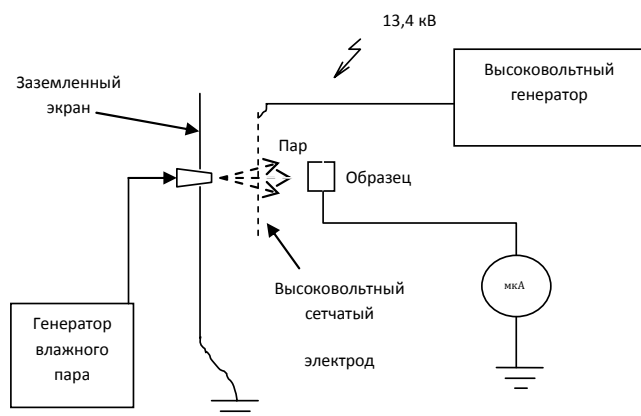 13,4 кВ
Заземленный
экран
Высоковольтный
генератор
Пар
Образец
мкА
Высоковольтный
сетчатый
электрод
Генератор
влажного
пара